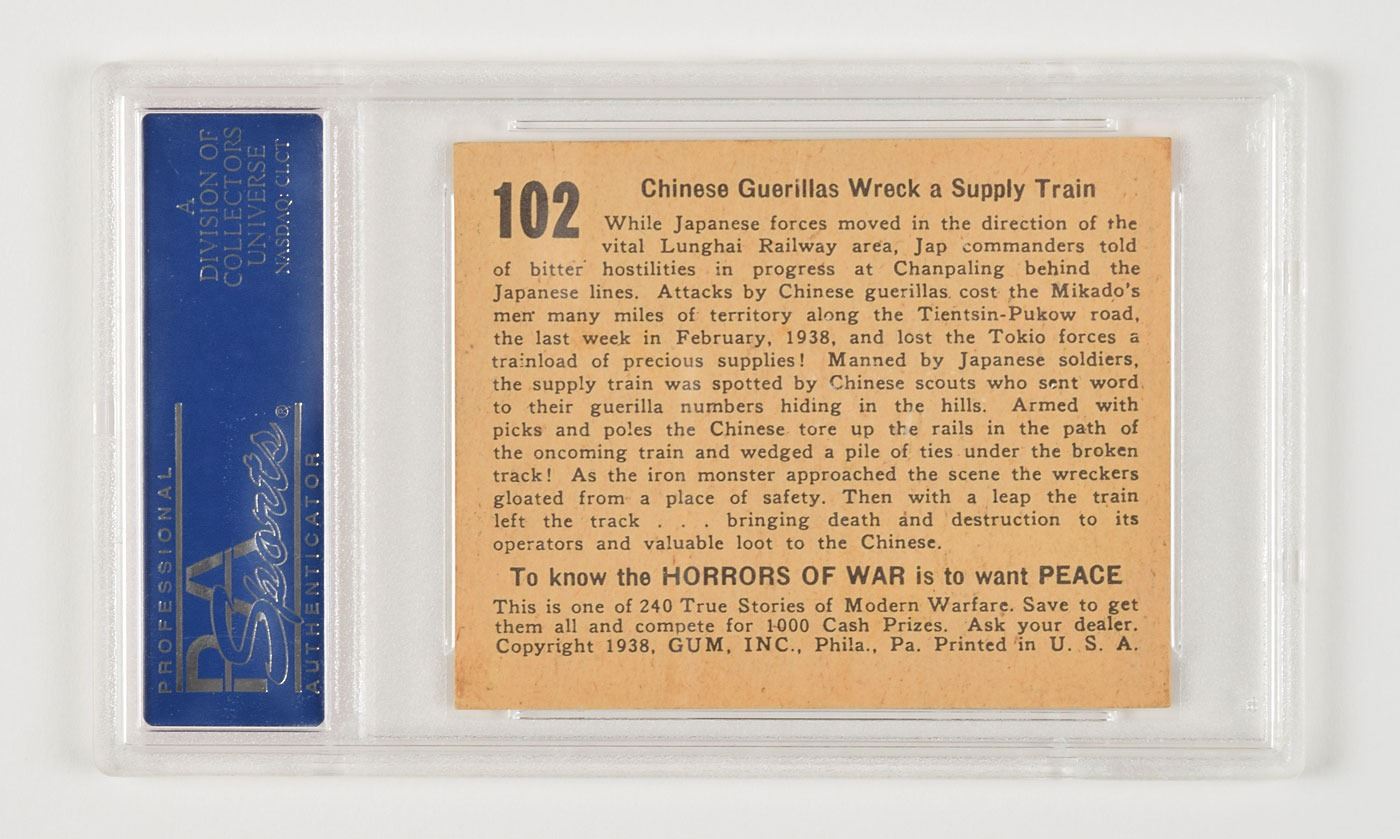 A
DIVISION OF
COLLECTORS
UNIVERSE
NASDAQ: CLCT
PROFESSIONAL
PSA
Sports®
AUTHENTICATOR
102
Chinese Guerillas Wreck a Supply Train
While Japanese forces moved in the direction of the
vital Lunghai Railway area, Jap commanders told
of bitter hostilities in progress at Chanpaling behind the
Japanese lines. Attacks by Chinese guerillas cost the Mikado's
men many miles of territory along the Tientsin-Pukow road,
the last week in February, 1938, and lost the Tokio forces a
trainload of precious supplies! Manned by Japanese soldiers,
the supply train was spotted by Chinese scouts who sent word
to their guerilla numbers hiding in the hills. Armed with
picks and poles the Chinese tore up the rails in the path of
the oncoming train and wedged a pile of ties under the broken
track! As the iron monster approached the scene the wreckers
gloated from a place of safety. Then with a leap the train
left the track . . . bringing death and destruction to its
operators and valuable loot to the Chinese.
To know the HORRORS OF WAR is to want PEACE
This is one of 240 True Stories of Modern Warfare. Save to get
them all and compete for 1000 Cash Prizes. Ask your dealer.
Copyright 1938, GUM, INC., Phila., Pa. Printed in U. S. A.